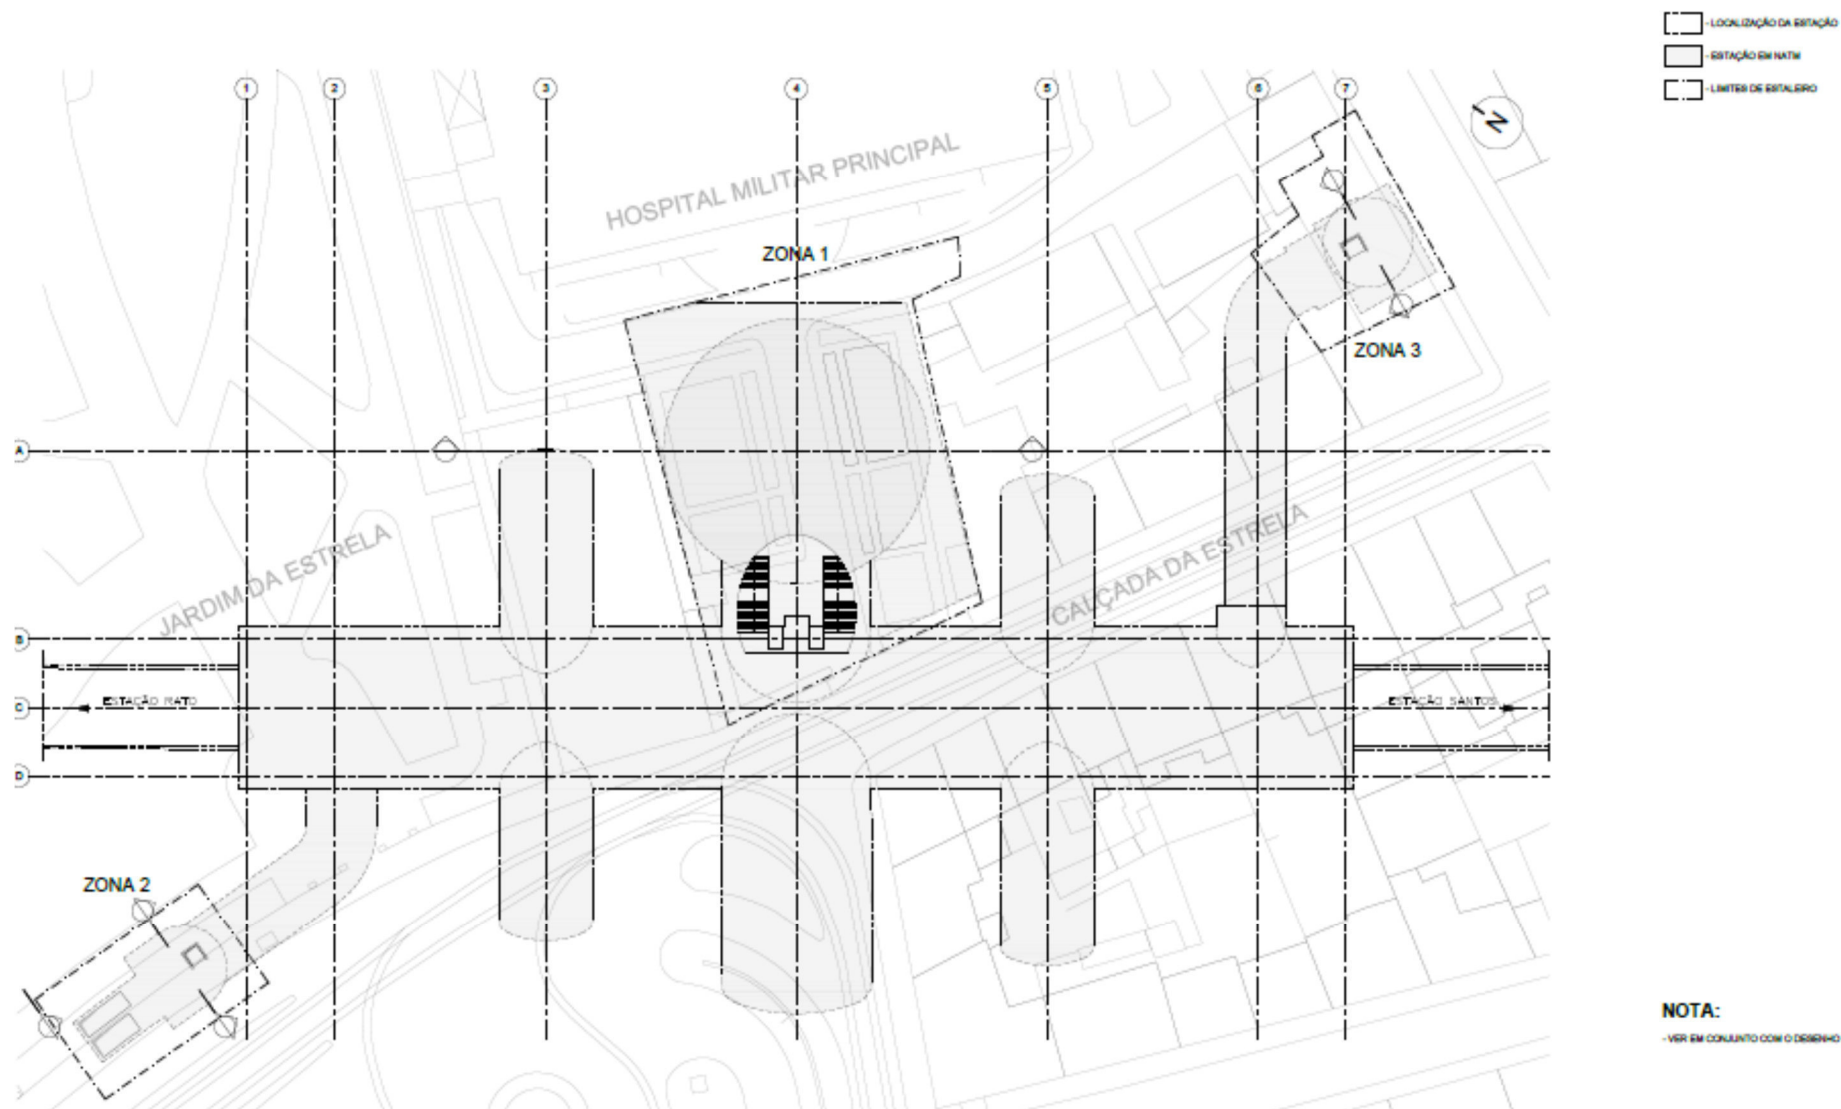 - LOCALIZAÇÃO DA ESTAÇÃO
- ESTAÇÃO EM NATM
- LIMITES DE ESTALEIRO
N
1 2 3 4 5 6 7
HOSPITAL MILITAR PRINCIPAL
ZONA 1
ZONA 3
A
JARDIM DA ESTRELA
CALÇADA DA ESTRELA
B
ESTAÇÃO RATO
ESTAÇÃO SANTOS
C
D
ZONA 2
NOTA:
- VER EM CONJUNTO COM O DESENHO